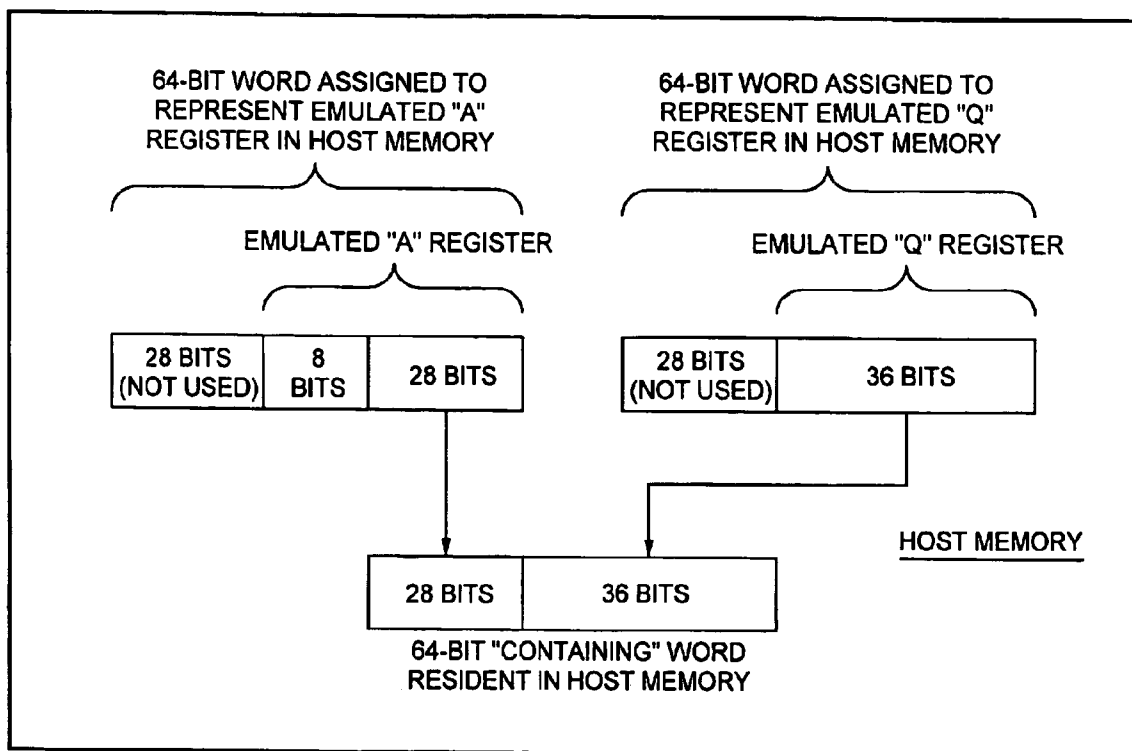 64-BIT WORD ASSIGNED TO
REPRESENT EMULATED "A"
REGISTER IN HOST MEMORY
64-BIT WORD ASSIGNED TO
REPRESENT EMULATED "Q"
REGISTER IN HOST MEMORY
EMULATED "A" REGISTER
EMULATED "Q" REGISTER
28 BITS
(NOT USED)
8
BITS
28 BITS
28 BITS
(NOT USED)
36 BITS
HOST MEMORY
28 BITS
36 BITS
64-BIT "CONTAINING" WORD
RESIDENT IN HOST MEMORY